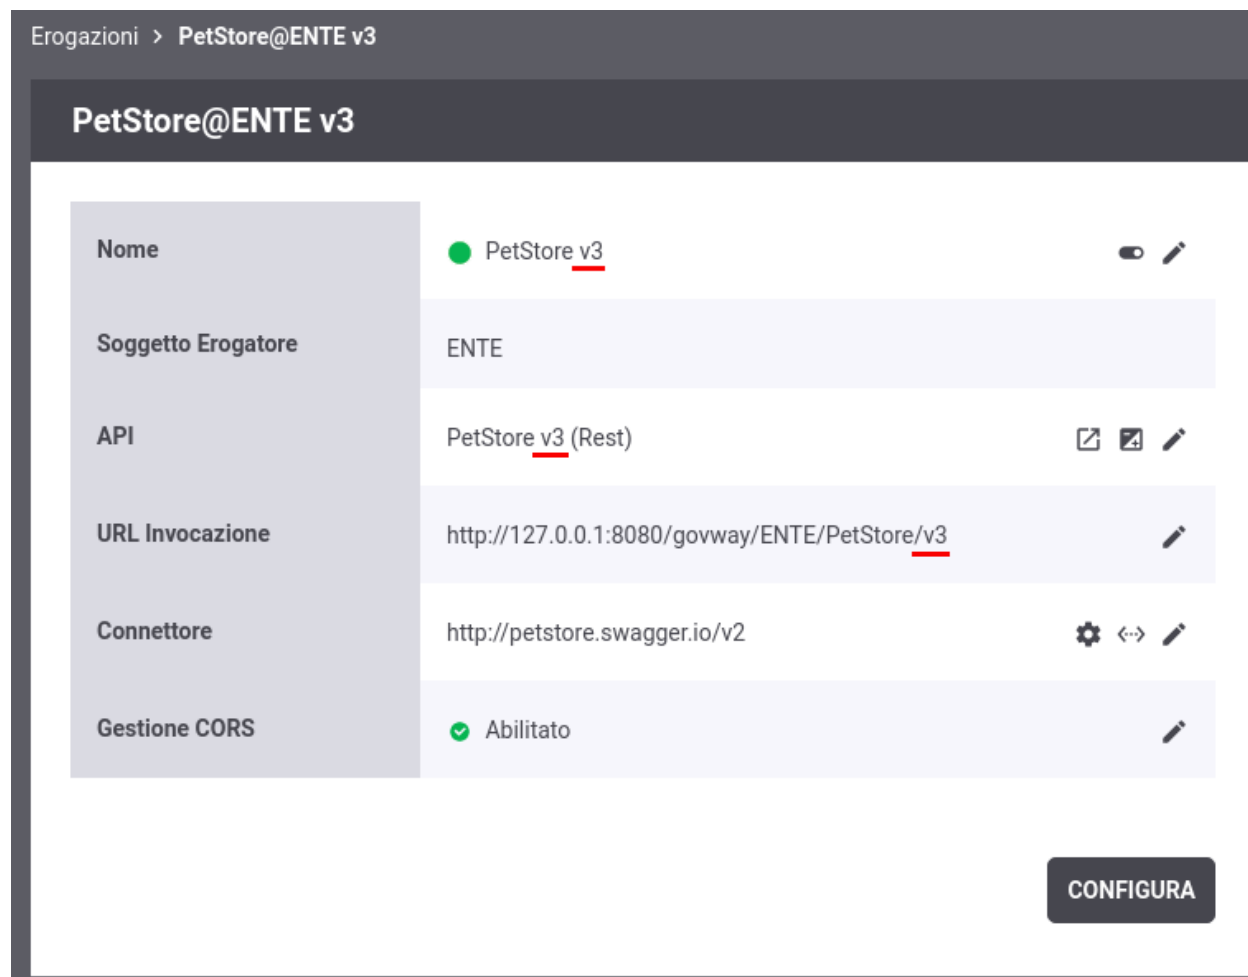 Erogazioni > PetStore@ENTE v3
PetStore@ENTE v3
Nome PetStore v3
Soggetto Erogatore ENTE
API PetStore v3 (Rest)
URL Invocazione http://127.0.0.1:8080/govway/ENTE/PetStore/v3
Connettore http://petstore.swagger.io/v2
Gestione CORS Abilitato
CONFIGURA